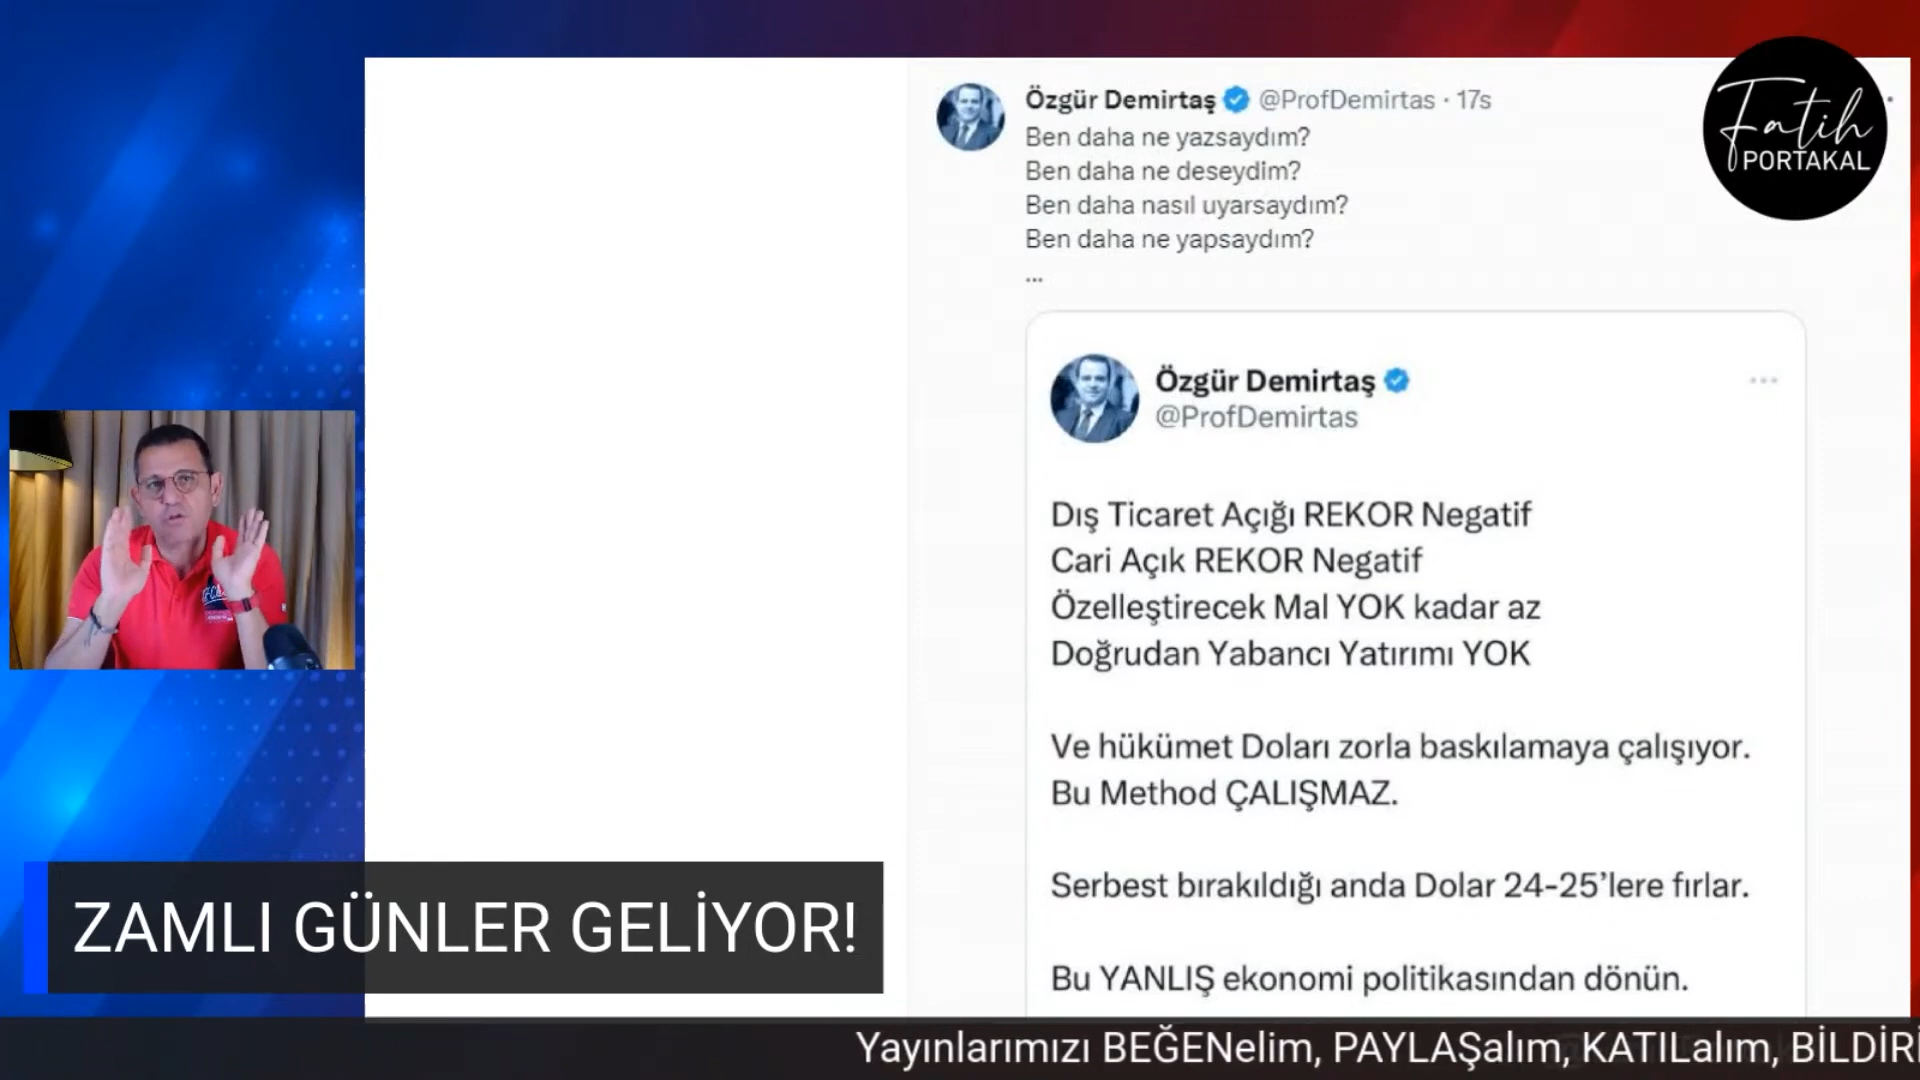 Özgür Demirtaş @ProfDemirtas · 17s
Ben daha ne yazsaydım?
Ben daha ne deseydim?
Ben daha nasıl uyarsaydım?
Ben daha ne yapsaydım?
...
Fatih
PORTAKAL
Özgür Demirtaş
@ProfDemirtas
Dış Ticaret Açığı REKOR Negatif
Cari Açık REKOR Negatif
Özelleştirecek Mal YOK kadar az
Doğrudan Yabancı Yatırımı YOK
Ve hükümet Doları zorla baskılamaya çalışıyor.
Bu Method ÇALIŞMAZ.
Serbest bırakıldığı anda Dolar 24-25’lere fırlar.
Bu YANLIŞ ekonomi politikasından dönün.
ZAMLI GÜNLER GELİYOR!
Yayınlarımızı BEĞENelim, PAYLAŞalım, KATILalım, BİLDİRİ